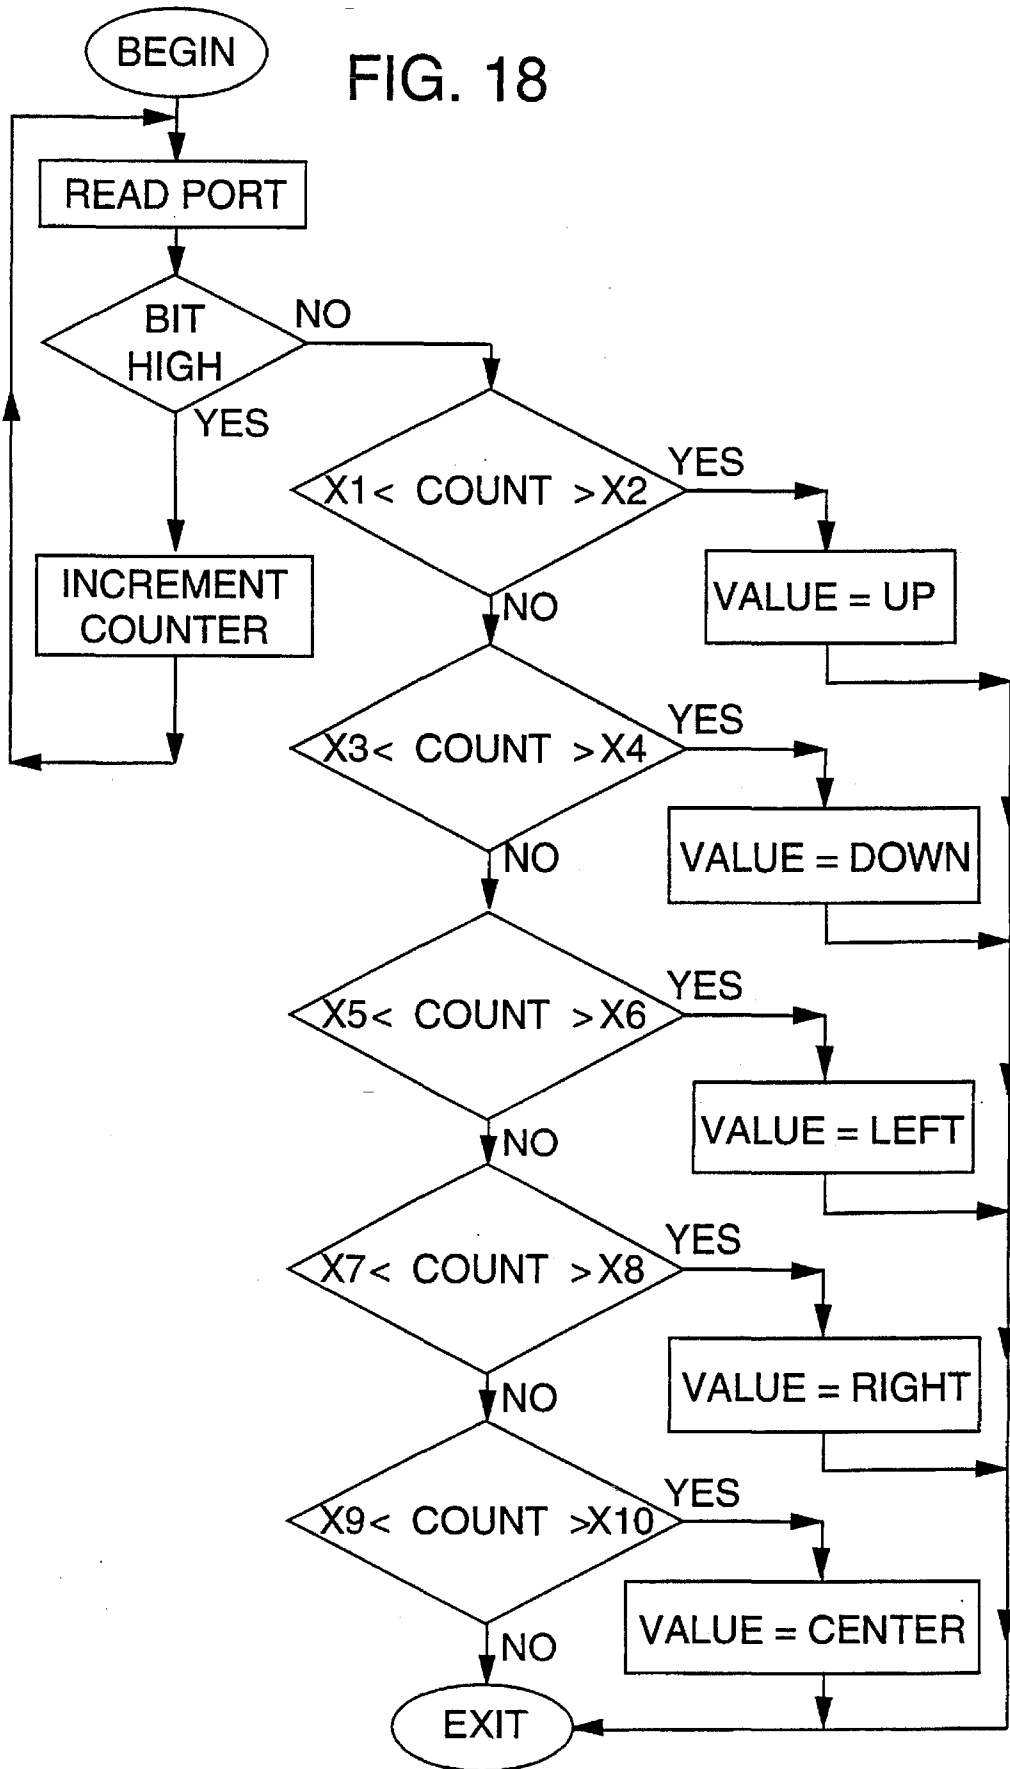 BEGIN
FIG. 18
READ PORT
BIT
HIGH
NO
YES
INCREMENT
COUNTER
X1< COUNT >X2
YES
VALUE = UP
NO
X3< COUNT >X4
YES
VALUE = DOWN
NO
X5< COUNT >X6
YES
VALUE = LEFT
NO
X7< COUNT >X8
YES
VALUE = RIGHT
NO
X9< COUNT >X10
YES
VALUE = CENTER
NO
EXIT